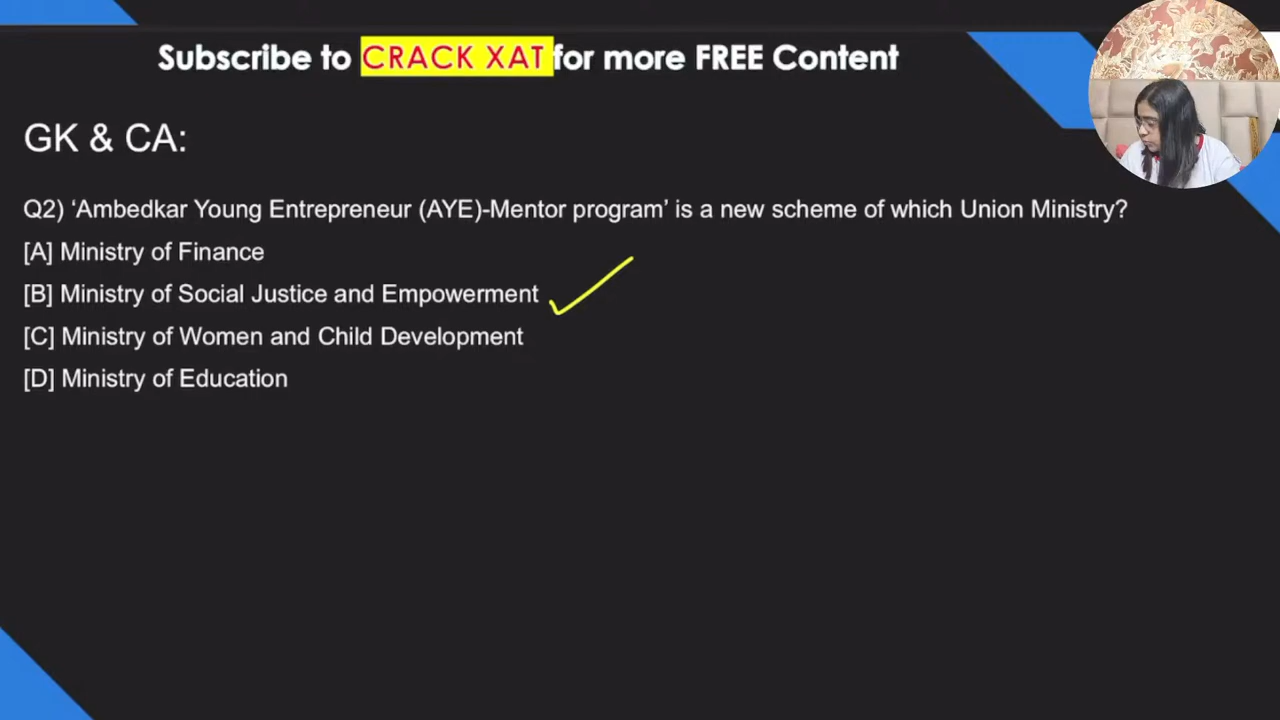 Subscribe to CRACK XAT for more FREE Content
GK & CA:
Q2) ‘Ambedkar Young Entrepreneur (AYE)-Mentor program’ is a new scheme of which Union Ministry?
[A] Ministry of Finance
[B] Ministry of Social Justice and Empowerment
[C] Ministry of Women and Child Development
[D] Ministry of Education